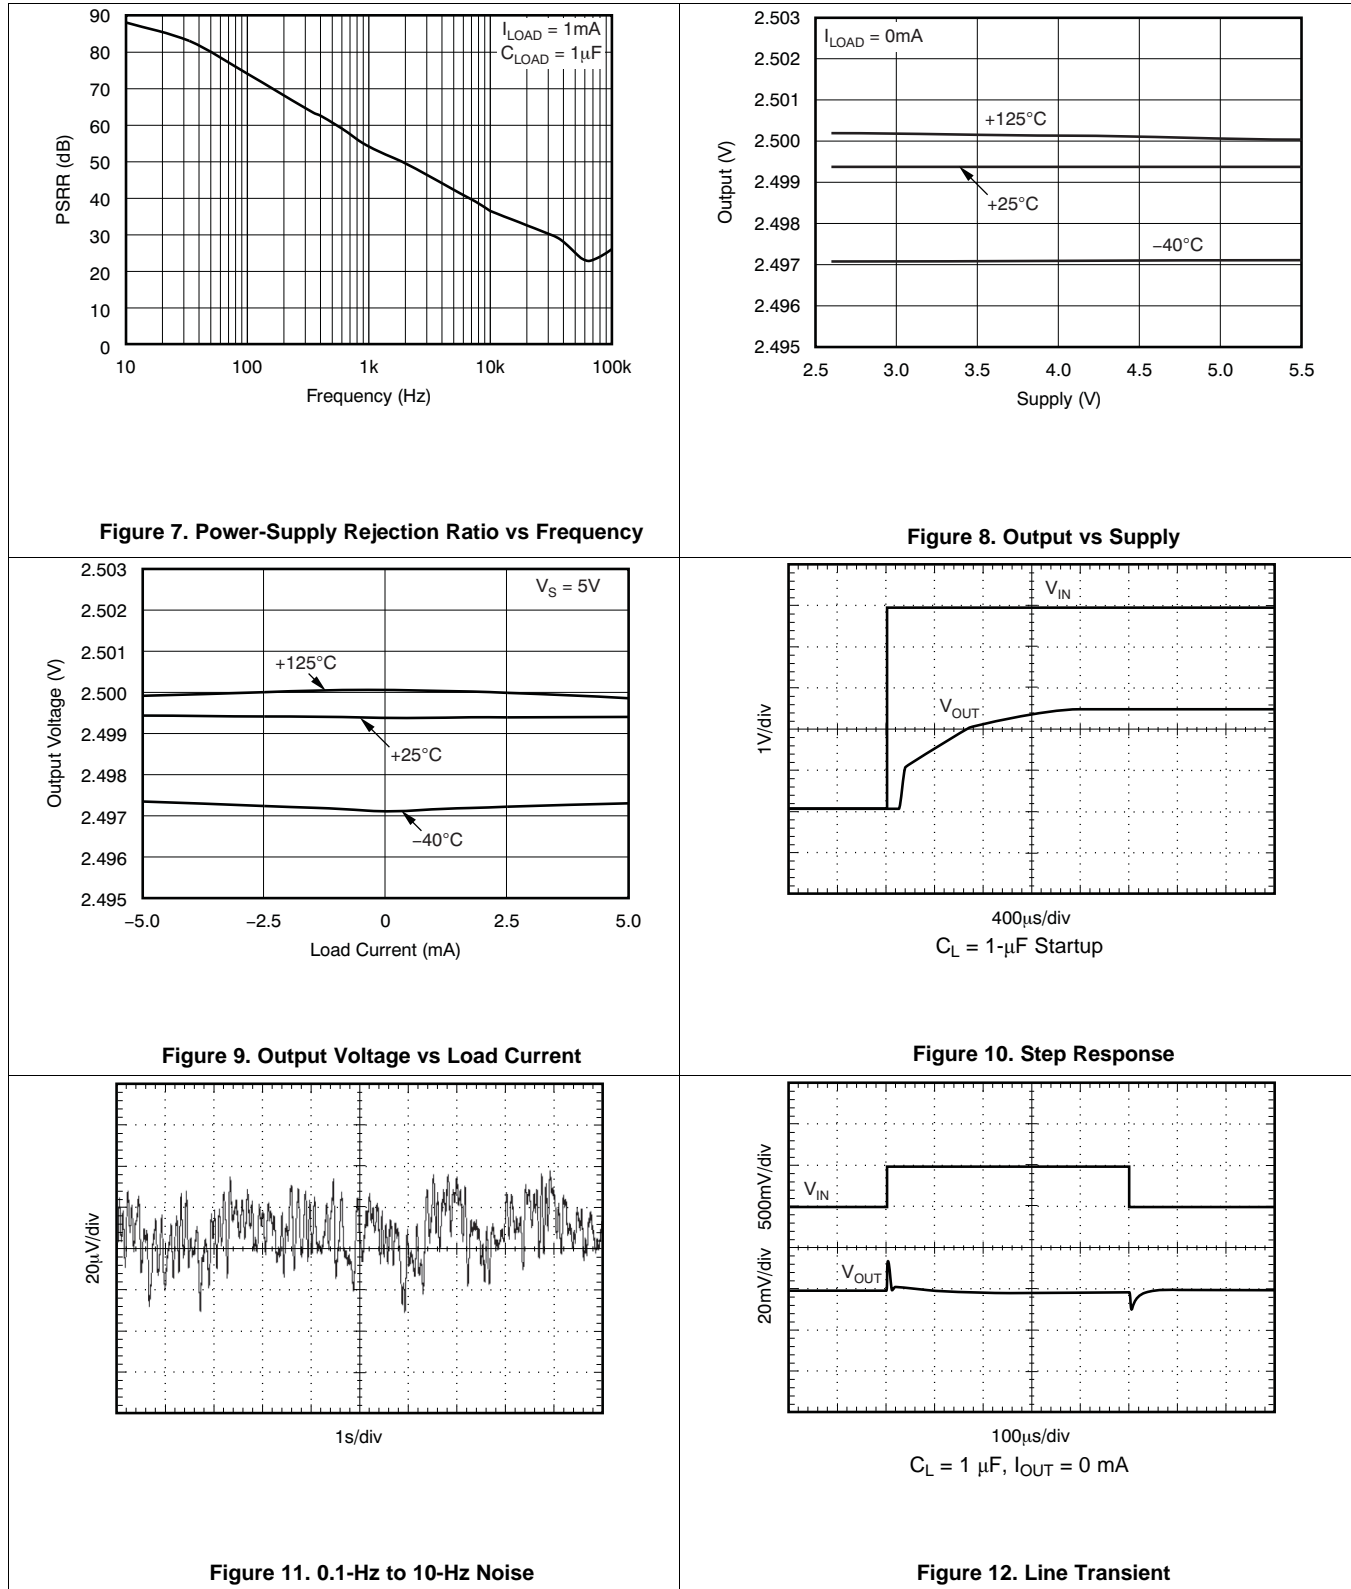 90
80
70
60
50
40
30
20
10
0
PSRR (dB)
I_LOAD = 1mA
C_LOAD = 1µF
10 100 1k 10k 100k
Frequency (Hz)
Figure 7. Power-Supply Rejection Ratio vs Frequency
2.503
2.502
2.501
2.500
2.499
2.498
2.497
2.496
2.495
Output (V)
I_LOAD = 0mA
+125°C
+25°C
−40°C
2.5 3.0 3.5 4.0 4.5 5.0 5.5
Supply (V)
Figure 8. Output vs Supply
2.503
2.502
2.501
2.500
2.499
2.498
2.497
2.496
2.495
Output Voltage (V)
V_S = 5V
+125°C
+25°C
−40°C
−5.0 −2.5 0 2.5 5.0
Load Current (mA)
Figure 9. Output Voltage vs Load Current
1V/div
V_IN
V_OUT
400µs/div
C_L = 1-µF Startup
Figure 10. Step Response
20µV/div
1s/div
Figure 11. 0.1-Hz to 10-Hz Noise
500mV/div
20mV/div
V_IN
V_OUT
100µs/div
C_L = 1 µF, I_OUT = 0 mA
Figure 12. Line Transient